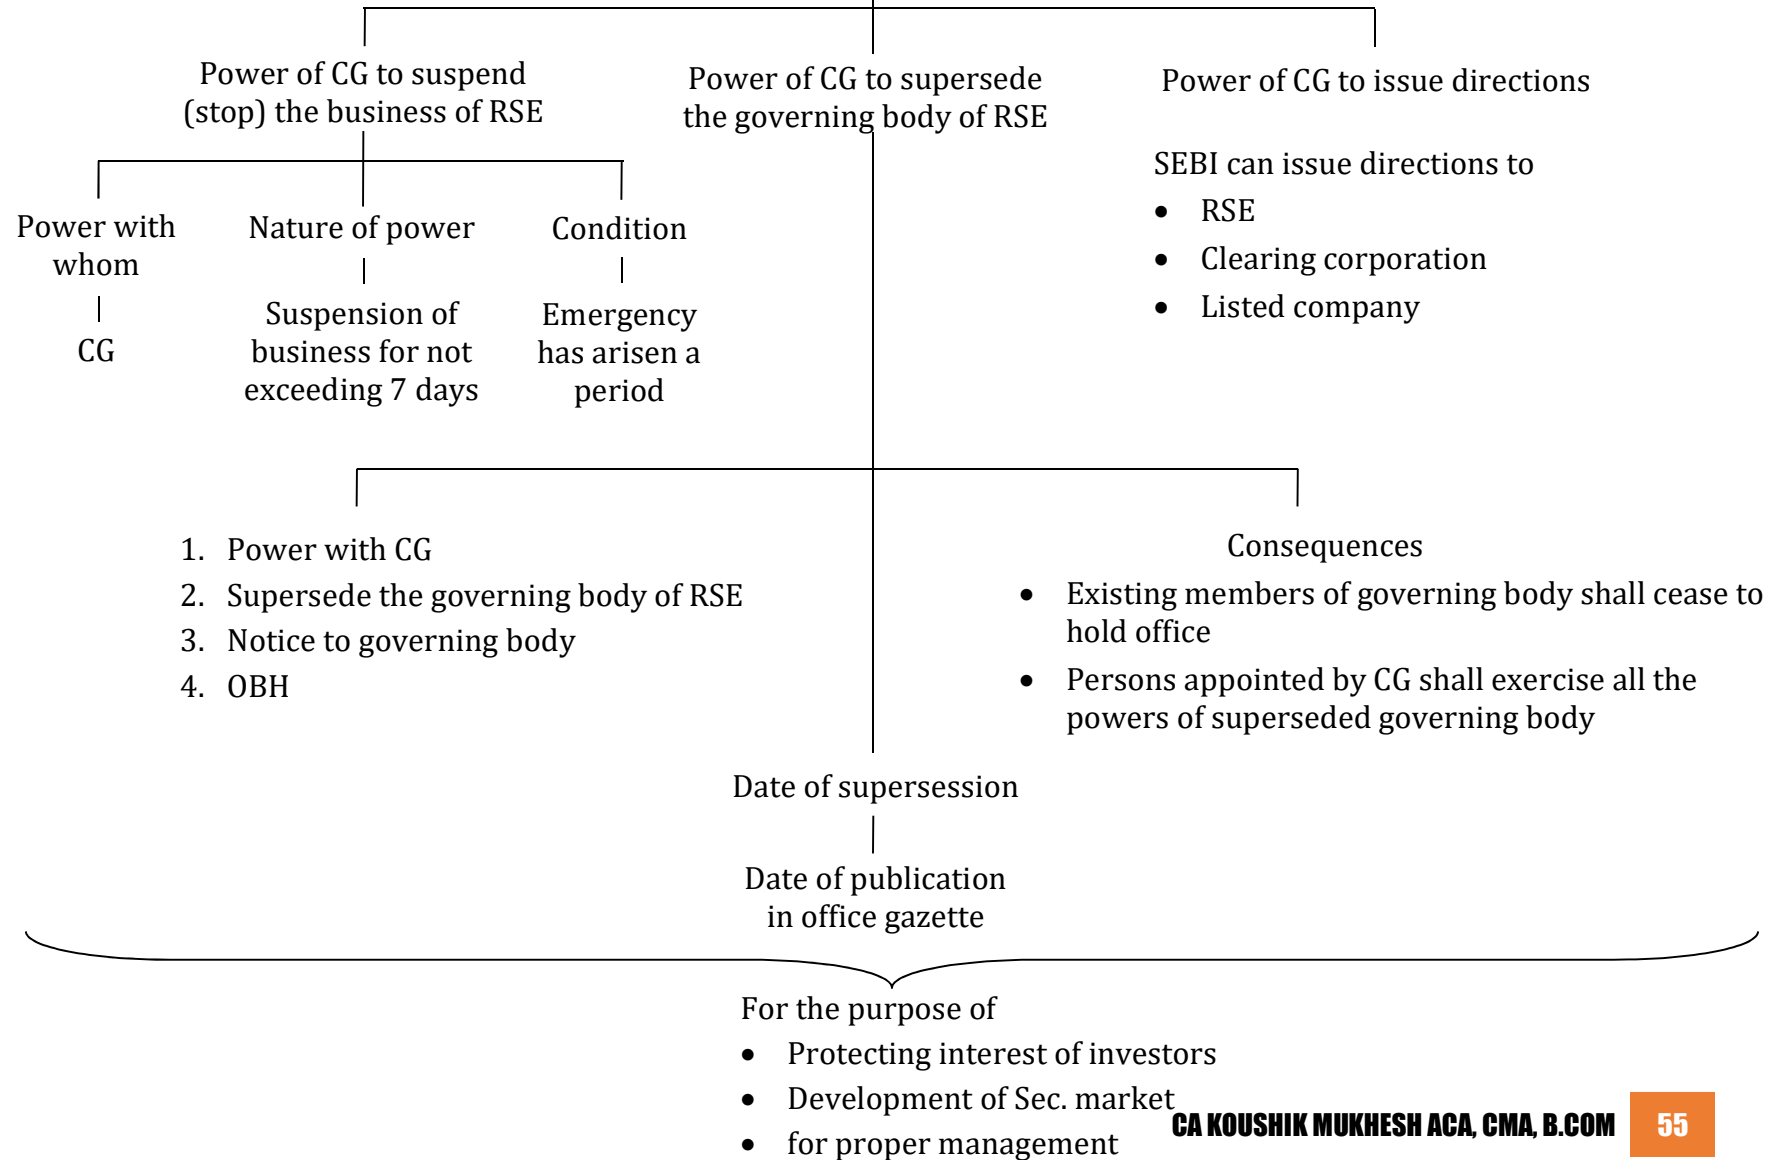 Power of CG to suspend
(stop) the business of RSE
Power of CG to supersede
the governing body of RSE
Power of CG to issue directions
SEBI can issue directions to
• RSE
• Clearing corporation
• Listed company
Power with
whom
CG
Nature of power
Suspension of
business for not
exceeding 7 days
Condition
Emergency
has arisen a
period
1. Power with CG
2. Supersede the governing body of RSE
3. Notice to governing body
4. OBH
Consequences
• Existing members of governing body shall cease to
hold office
• Persons appointed by CG shall exercise all the
powers of superseded governing body
Date of supersession
Date of publication
in office gazette
For the purpose of
• Protecting interest of investors
• Development of Sec. market
• for proper management
CA KOUSHIK MUKHESH ACA, CMA, B.COM
55